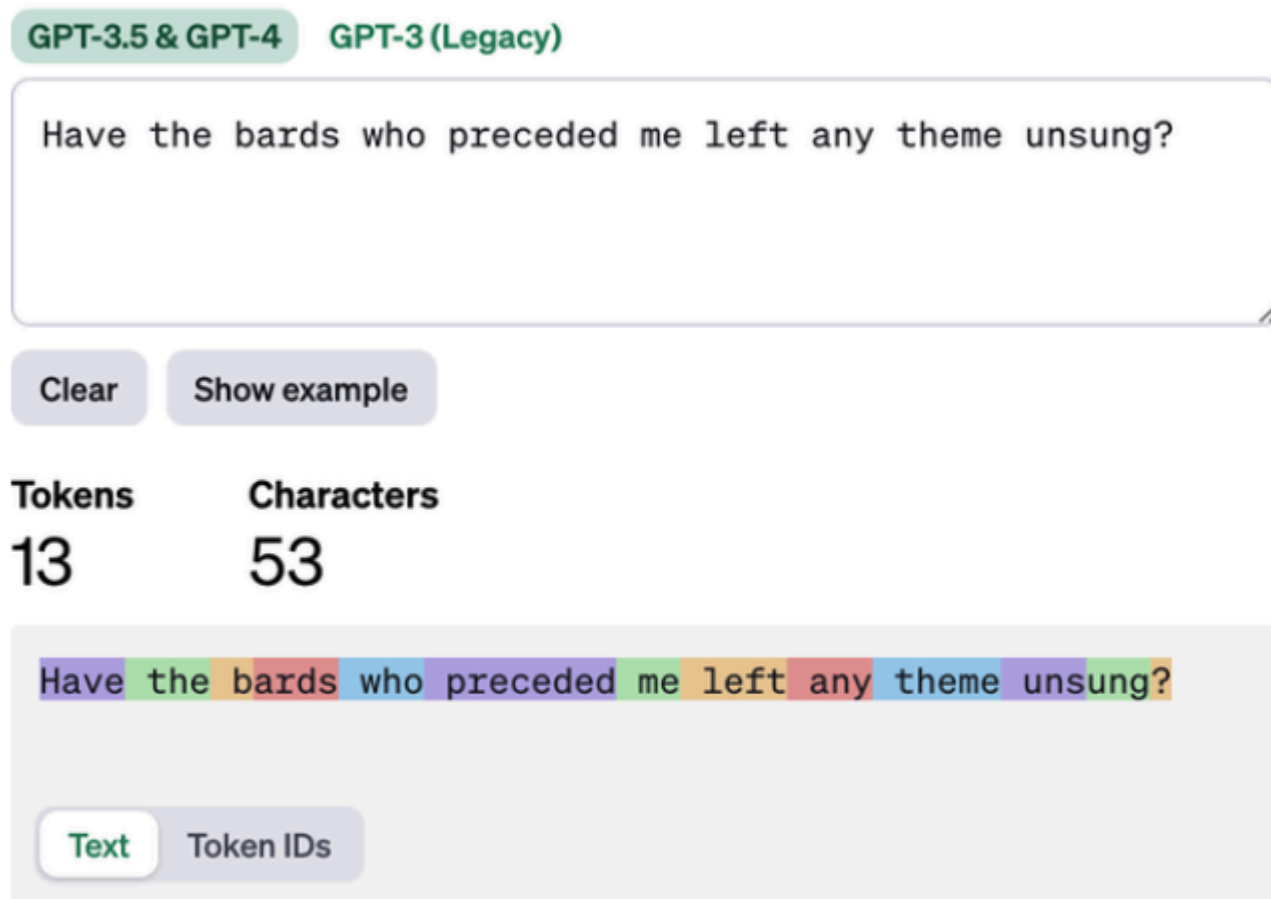 GPT-3.5 & GPT-4 GPT-3 (Legacy)
Have the bards who preceded me left any theme unsung?
Clear Show example
Tokens Characters
13 53
Have the bards who preceded me left any theme unsung?
Text Token IDs